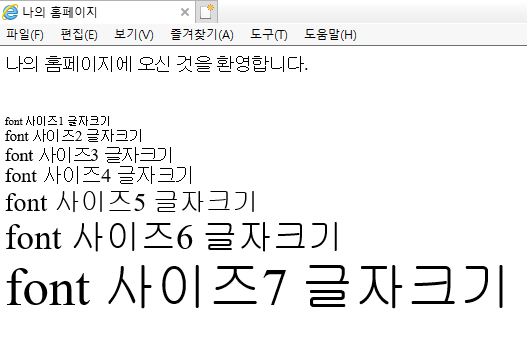 나의 홈페이지
파일(F) 편집(E) 보기(V) 즐겨찾기(A) 도구(T) 도움말(H)
나의 홈페이지에 오신 것을 환영합니다.
font 사이즈1 글자크기
font 사이즈2 글자크기
font 사이즈3 글자크기
font 사이즈4 글자크기
font 사이즈5 글자크기
font 사이즈6 글자크기
font 사이즈7 글자크기